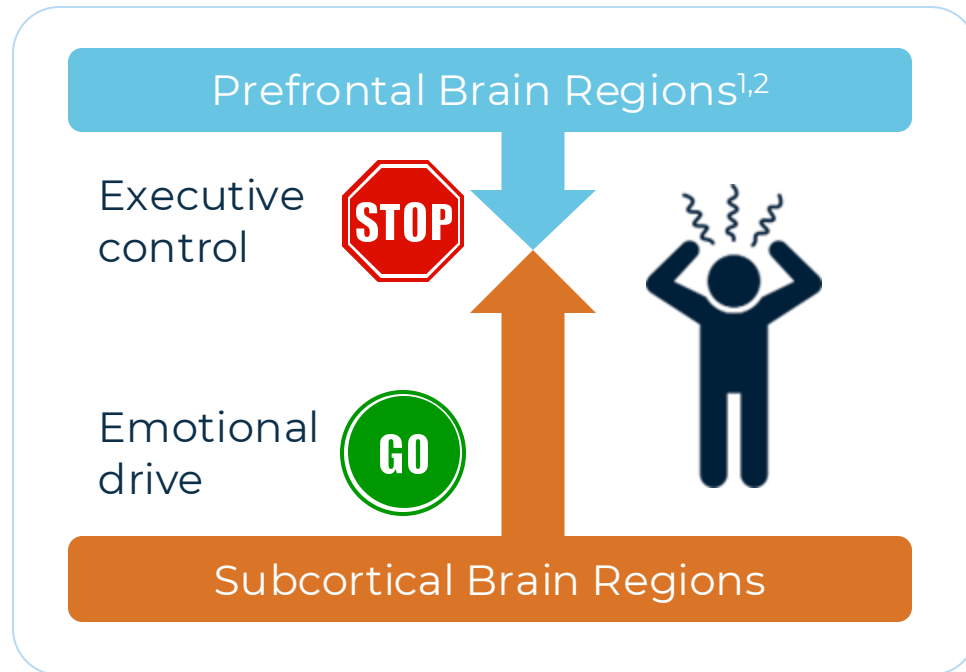 Prefrontal Brain Regions¹,²
Executive
control
STOP
Emotional
drive
GO
Subcortical Brain Regions